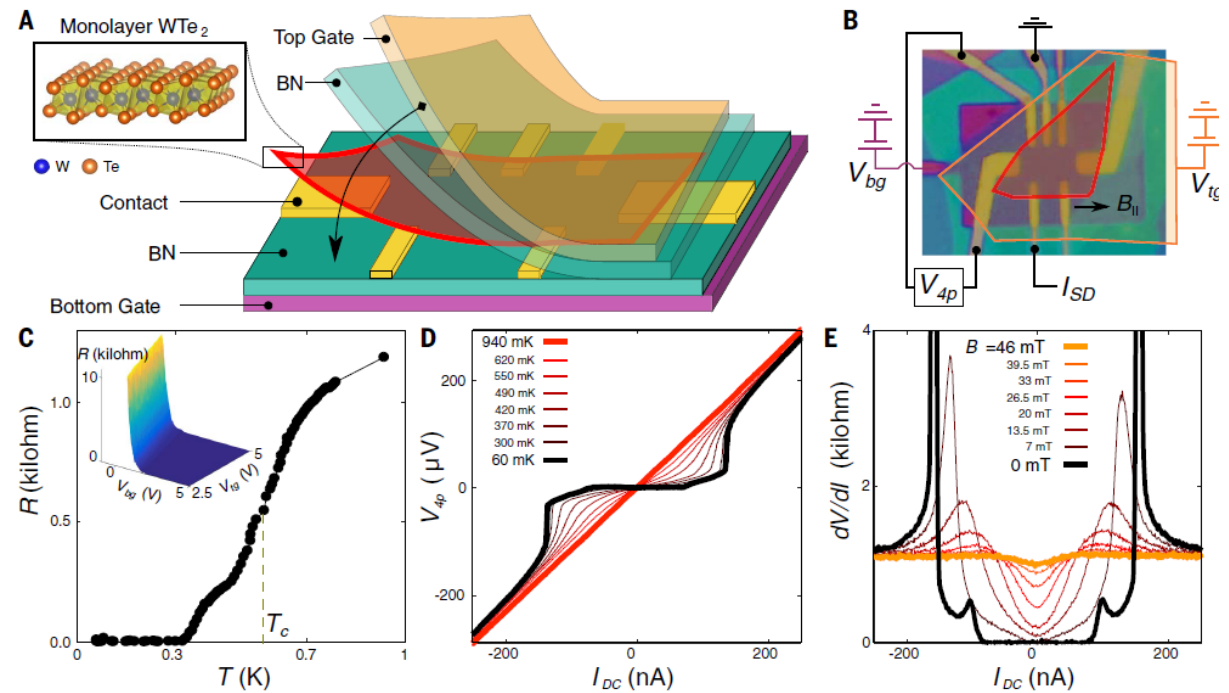 A
Monolayer WTe2
W
Te
Top Gate
BN
Contact
BN
Bottom Gate
B
Vbg
Vtg
B||
V4p
ISD
C
R (kilohm)
1.0
0.5
0.0
0
0.3
0.7
1
T (K)
Tc
R (kilohm)
10
0
0
Vbg (V)
5
2.5
Vtg (V)
5
D
940 mK
620 mK
550 mK
490 mK
420 mK
370 mK
300 mK
60 mK
V4p (µV)
200
0
-200
-200
0
200
IDC (nA)
E
B =46 mT
39.5 mT
33 mT
26.5 mT
20 mT
13.5 mT
7 mT
0 mT
dV/dI (kilohm)
4
2
0
-200
0
200
IDC (nA)